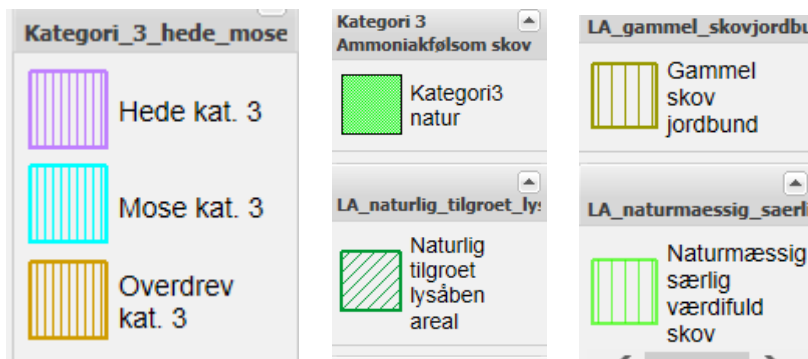 Kategori_3_hede_mose
Hede kat. 3
Mose kat. 3
Overdrev
kat. 3
Kategori 3
Ammoniakfølsom skov
Kategori3
natur
LA_naturlig_tilgroet_lys
Naturlig
tilgroet
lysåben
areal
LA_gammel_skovjordbu
Gammel
skov
jordbund
LA_naturmaessig_saerli
Naturmæssig
særlig
værdifuld
skov